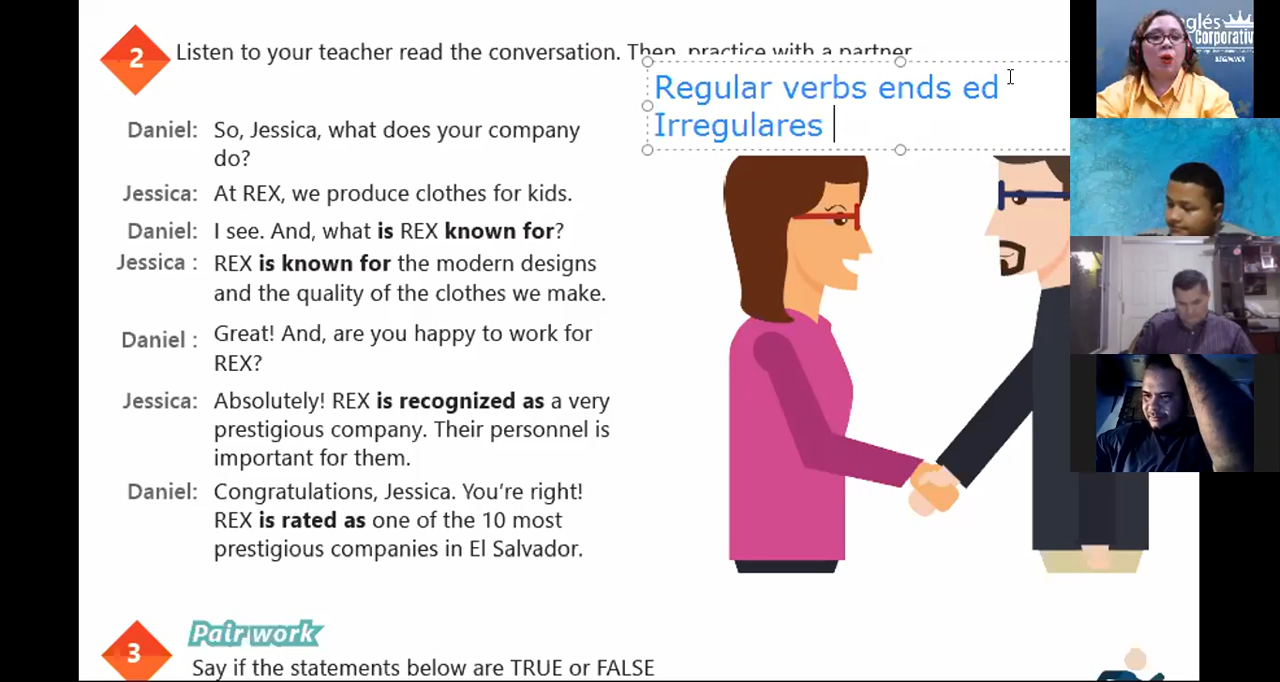 2 Listen to your teacher read the conversation. Then, practice with a partner
Regular verbs ends ed
Irregulares
Daniel: So, Jessica, what does your company
do?
Jessica: At REX, we produce clothes for kids.
Daniel: I see. And, what is REX known for?
Jessica : REX is known for the modern designs
and the quality of the clothes we make.
Daniel : Great! And, are you happy to work for
REX?
Jessica: Absolutely! REX is recognized as a very
prestigious company. Their personnel is
important for them.
Daniel: Congratulations, Jessica. You're right!
REX is rated as one of the 10 most
prestigious companies in El Salvador.
3 Pair work
Say if the statements below are TRUE or FALSE
glés
Corporativ